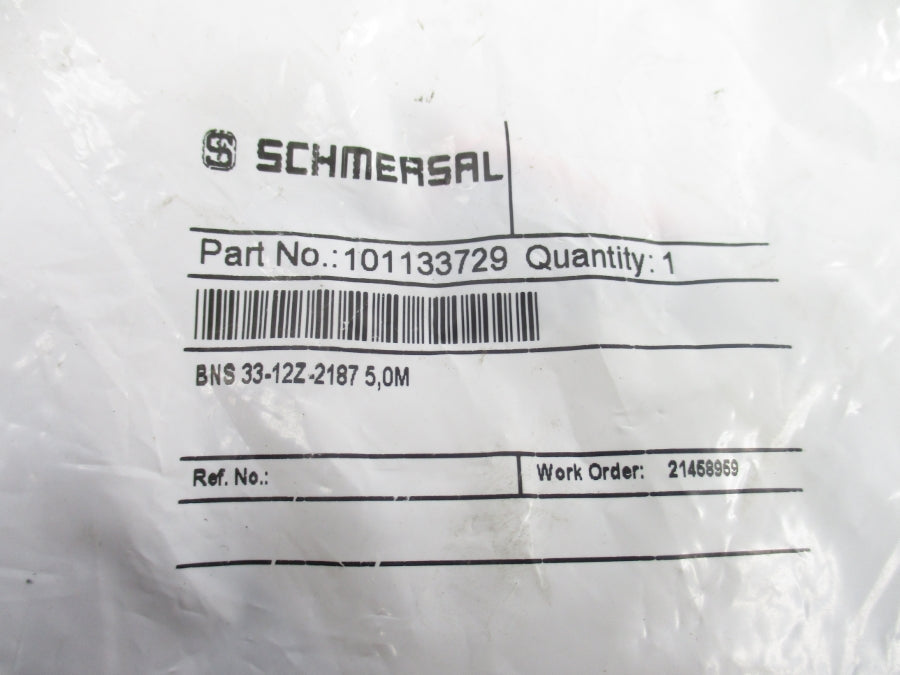 SCHMERSAL
Part No.: 101133729 Quantity: 1
BNS 33-12Z-2187 5,0M
Ref. No.: Work Order: 21458959